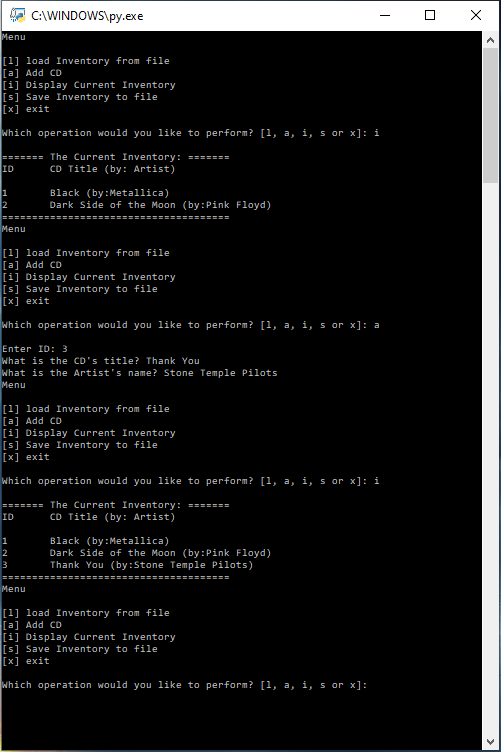 C:\WINDOWS\py.exe
Menu
[l] load Inventory from file
[a] Add CD
[i] Display Current Inventory
[s] Save Inventory to file
[x] exit
Which operation would you like to perform? [l, a, i, s or x]: i
======= The Current Inventory: =======
ID      CD Title (by: Artist)
1       Black (by:Metallica)
2       Dark Side of the Moon (by:Pink Floyd)
======================================
Menu
[l] load Inventory from file
[a] Add CD
[i] Display Current Inventory
[s] Save Inventory to file
[x] exit
Which operation would you like to perform? [l, a, i, s or x]: a
Enter ID: 3
What is the CD's title? Thank You
What is the Artist's name? Stone Temple Pilots
Menu
[l] load Inventory from file
[a] Add CD
[i] Display Current Inventory
[s] Save Inventory to file
[x] exit
Which operation would you like to perform? [l, a, i, s or x]: i
======= The Current Inventory: =======
ID      CD Title (by: Artist)
1       Black (by:Metallica)
2       Dark Side of the Moon (by:Pink Floyd)
3       Thank You (by:Stone Temple Pilots)
======================================
Menu
[l] load Inventory from file
[a] Add CD
[i] Display Current Inventory
[s] Save Inventory to file
[x] exit
Which operation would you like to perform? [l, a, i, s or x]: